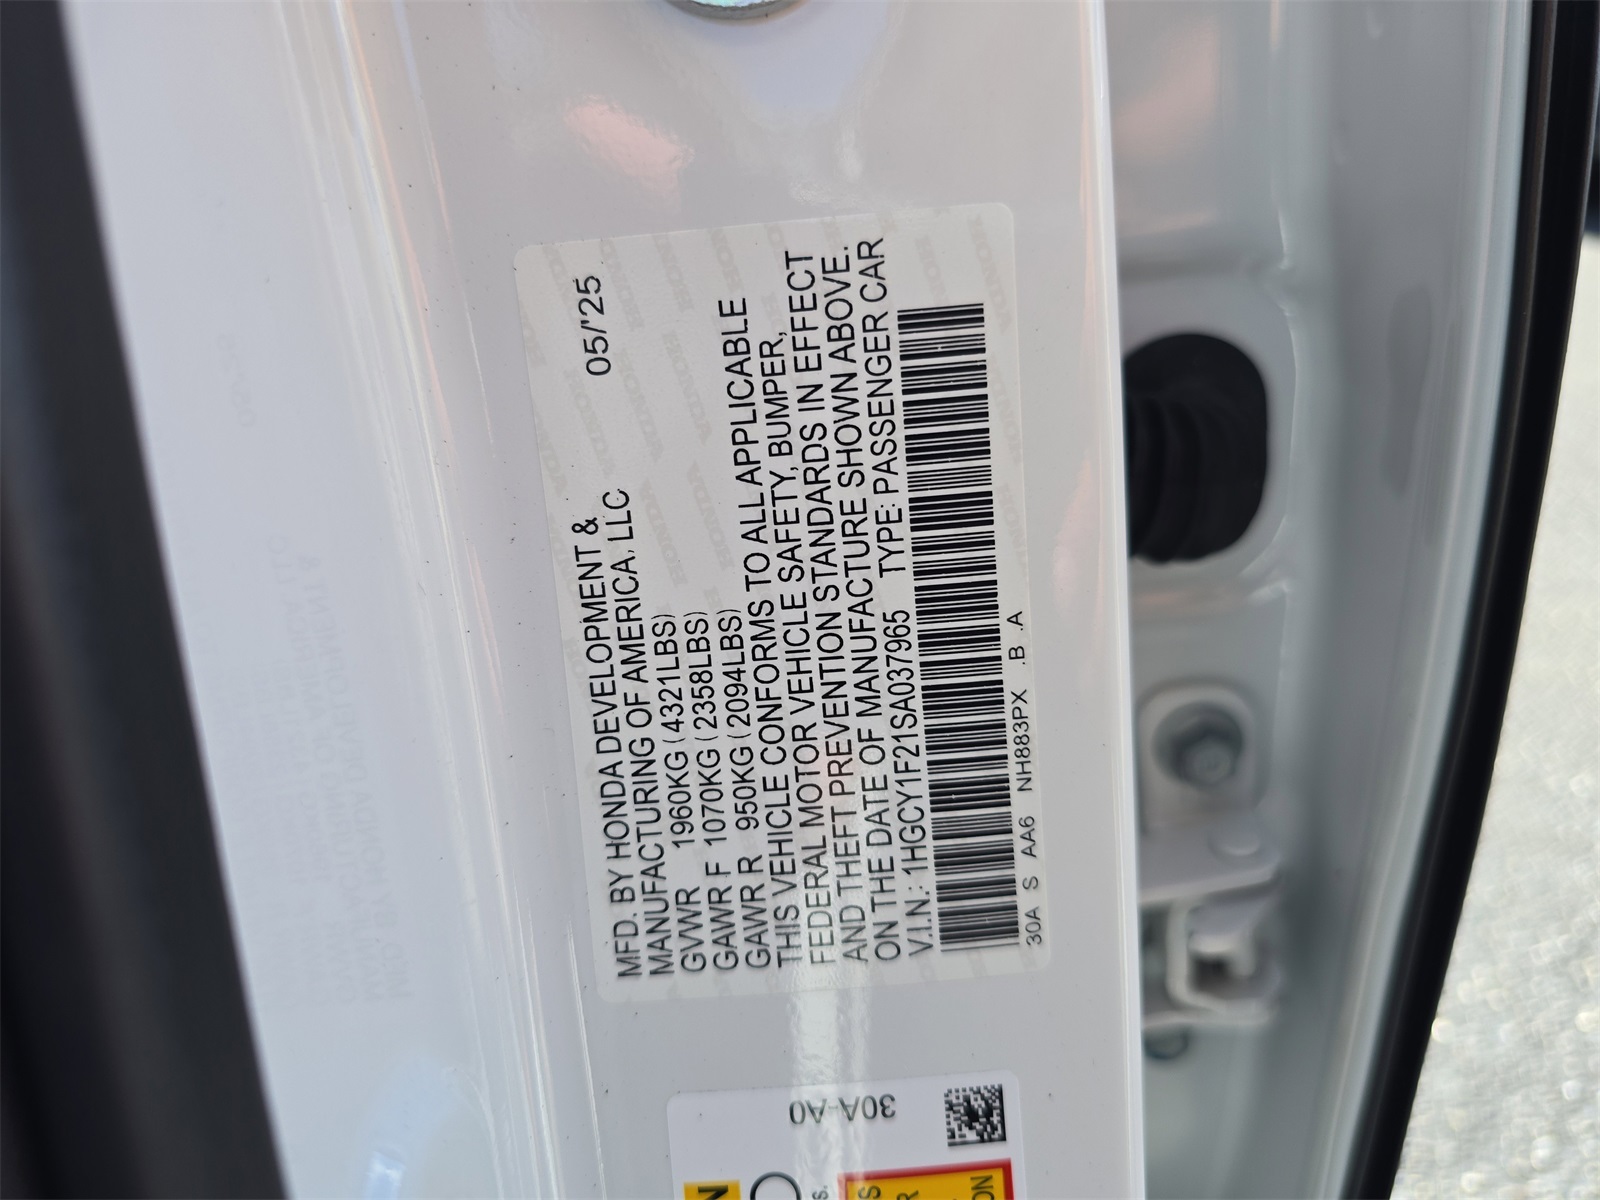 MFD. BY HONDA DEVELOPMENT & 05/'25
MANUFACTURING OF AMERICA, LLC
GVWR 1960KG (4321LBS)
GAWR F 1070KG (2358LBS)
GAWR R 950KG (2094LBS)
THIS VEHICLE CONFORMS TO ALL APPLICABLE
FEDERAL MOTOR VEHICLE SAFETY, BUMPER,
AND THEFT PREVENTION STANDARDS IN EFFECT
ON THE DATE OF MANUFACTURE SHOWN ABOVE.
V.I.N.: 1HGCY1F21SA037965 TYPE: PASSENGER CAR
30A S AA6 NH883PX .B .A
30A-A0